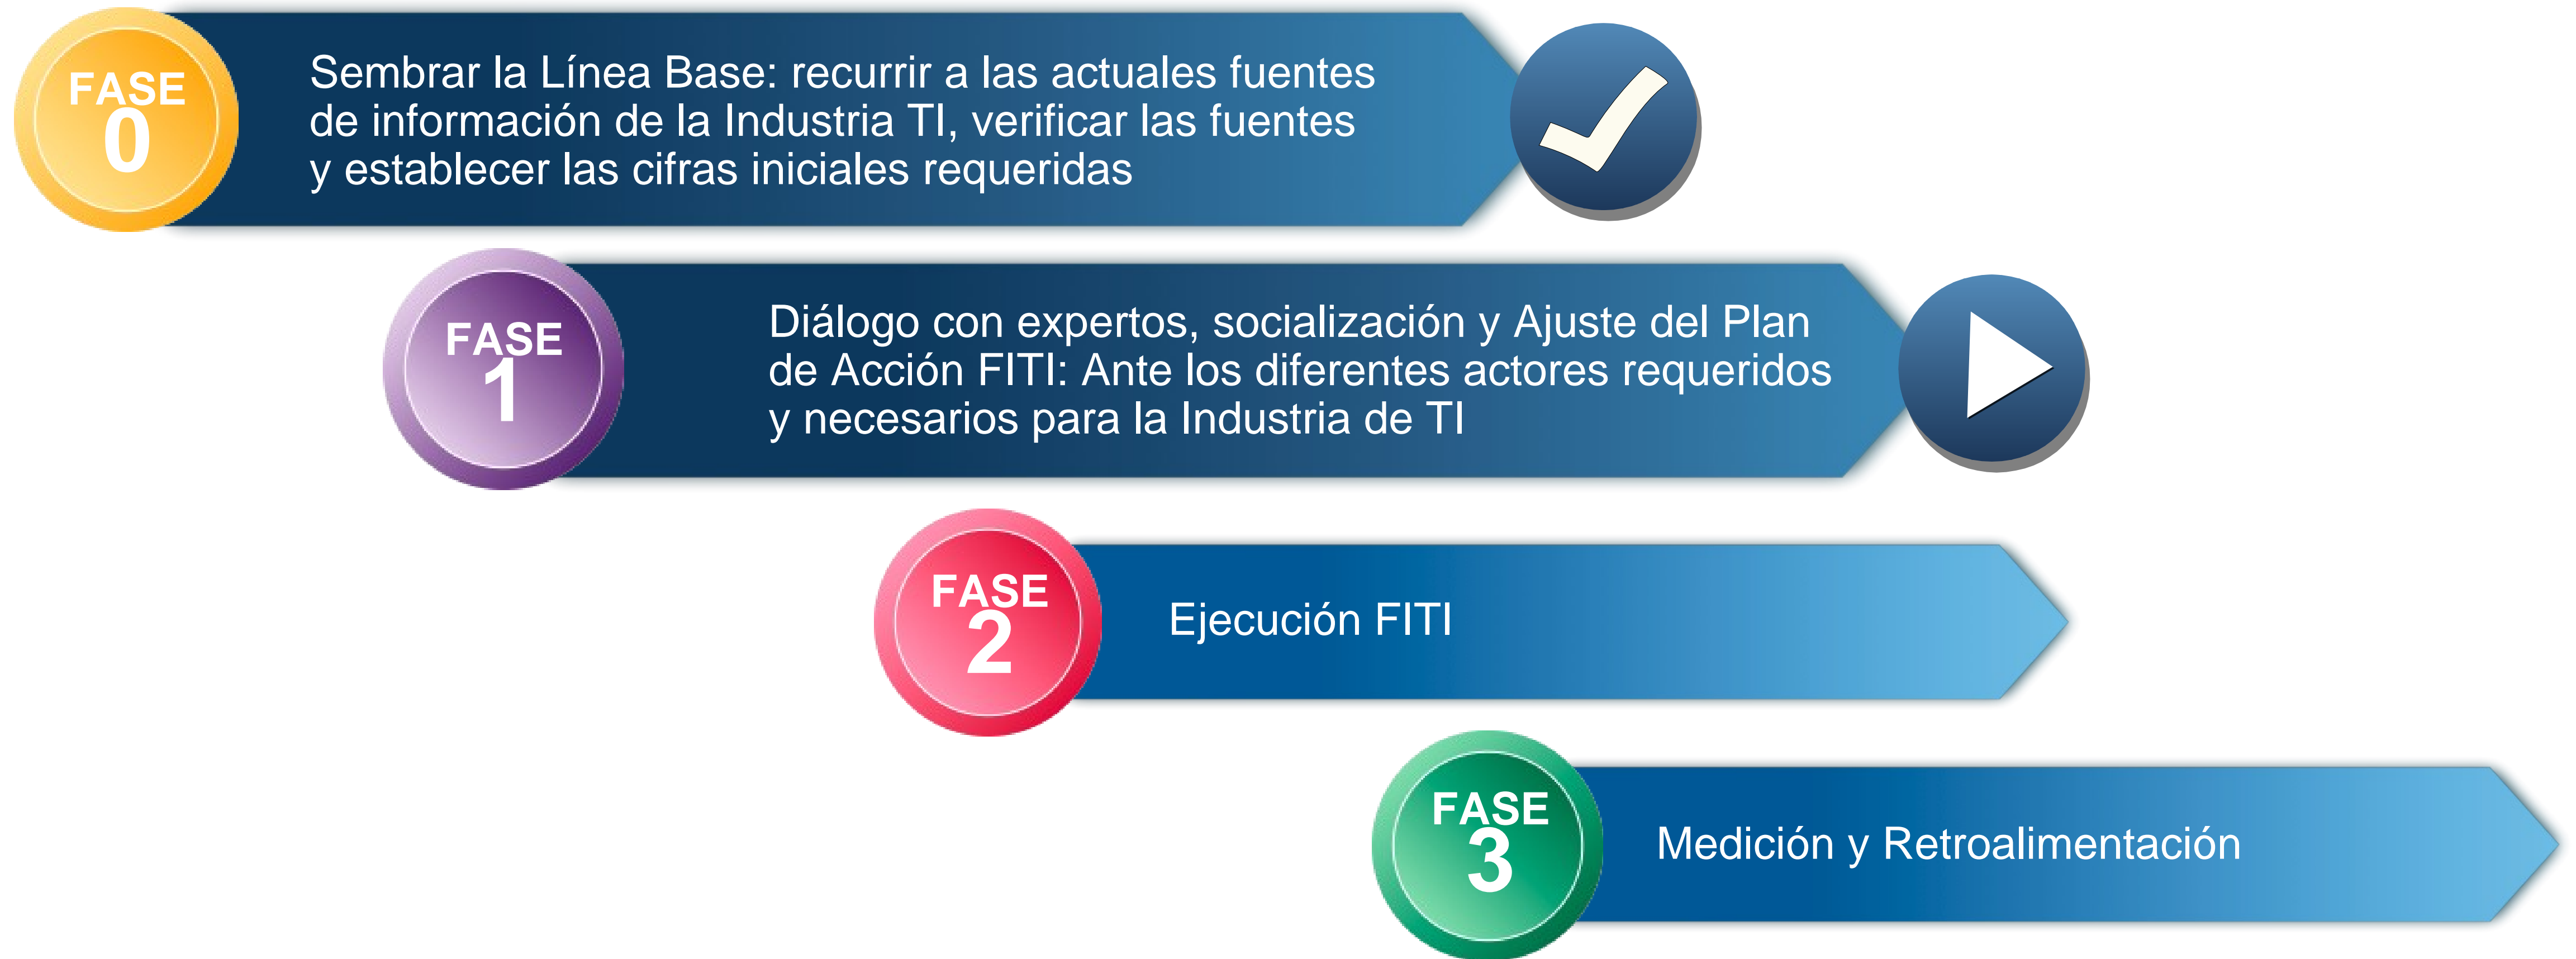 FASE
0
Sembrar la Línea Base: recurrir a las actuales fuentes
de información de la Industria TI, verificar las fuentes
y establecer las cifras iniciales requeridas
FASE
1
Diálogo con expertos, socialización y Ajuste del Plan
de Acción FITI: Ante los diferentes actores requeridos
y necesarios para la Industria de TI
FASE
2
Ejecución FITI
FASE
3
Medición y Retroalimentación